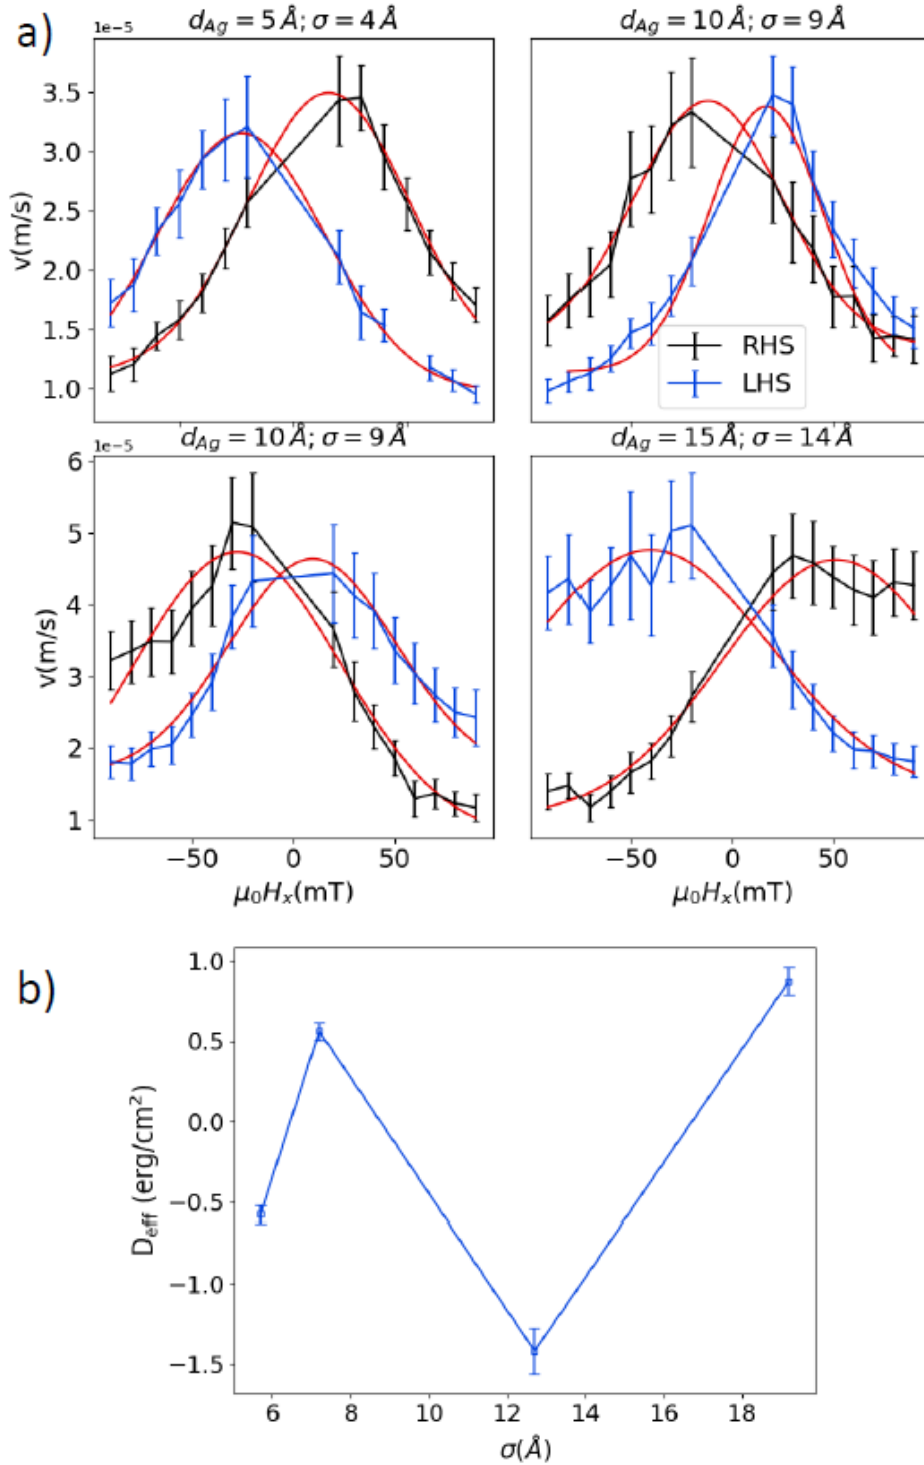 a)
d_Ag = 5 Å; σ = 4 Å
d_Ag = 10 Å; σ = 9 Å
1e−5
3.5
3.0
2.5
2.0
1.5
1.0
v(m/s)
RHS
LHS
d_Ag = 10 Å; σ = 9 Å
d_Ag = 15 Å; σ = 14 Å
1e−5
6
5
4
3
2
1
v(m/s)
−50 0 50
−50 0 50
μ₀Hₓ(mT)
μ₀Hₓ(mT)
b)
1.0
0.5
0.0
−0.5
−1.0
−1.5
D_eff (erg/cm²)
6 8 10 12 14 16 18
σ(Å)